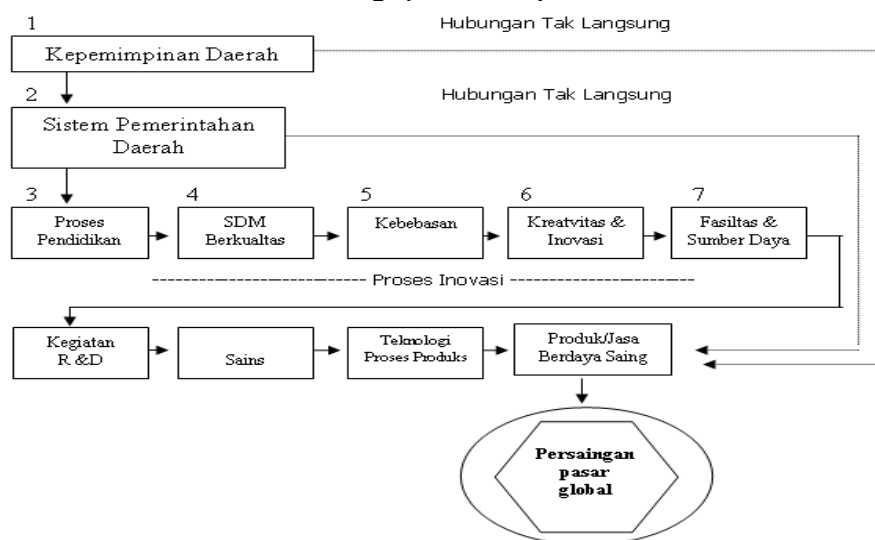 1
Hubungan Tak Langsung
Kepemimpinan Daerah
2
Hubungan Tak Langsung
Sistem Pemerintahan
Daerah
3
4
5
6
7
Proses
Pendidikan
SDM
Berkualtas
Kebebasan
Kreatvitas &
Inovasi
Fasiltas &
Sumber Daya
Proses Inovasi
Kegiatan
R &D
Sains
Teknologi
Proses Produks
Produk/Jasa
Berdaya Saing
Persaingan
pasar
global